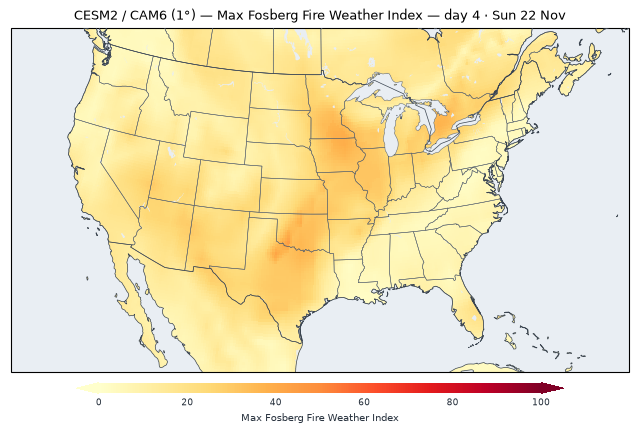 CESM2 / CAM6 (1°) — Max Fosberg Fire Weather Index — day 4 · Sun 22 Nov
0 20 40 60 80 100
Max Fosberg Fire Weather Index